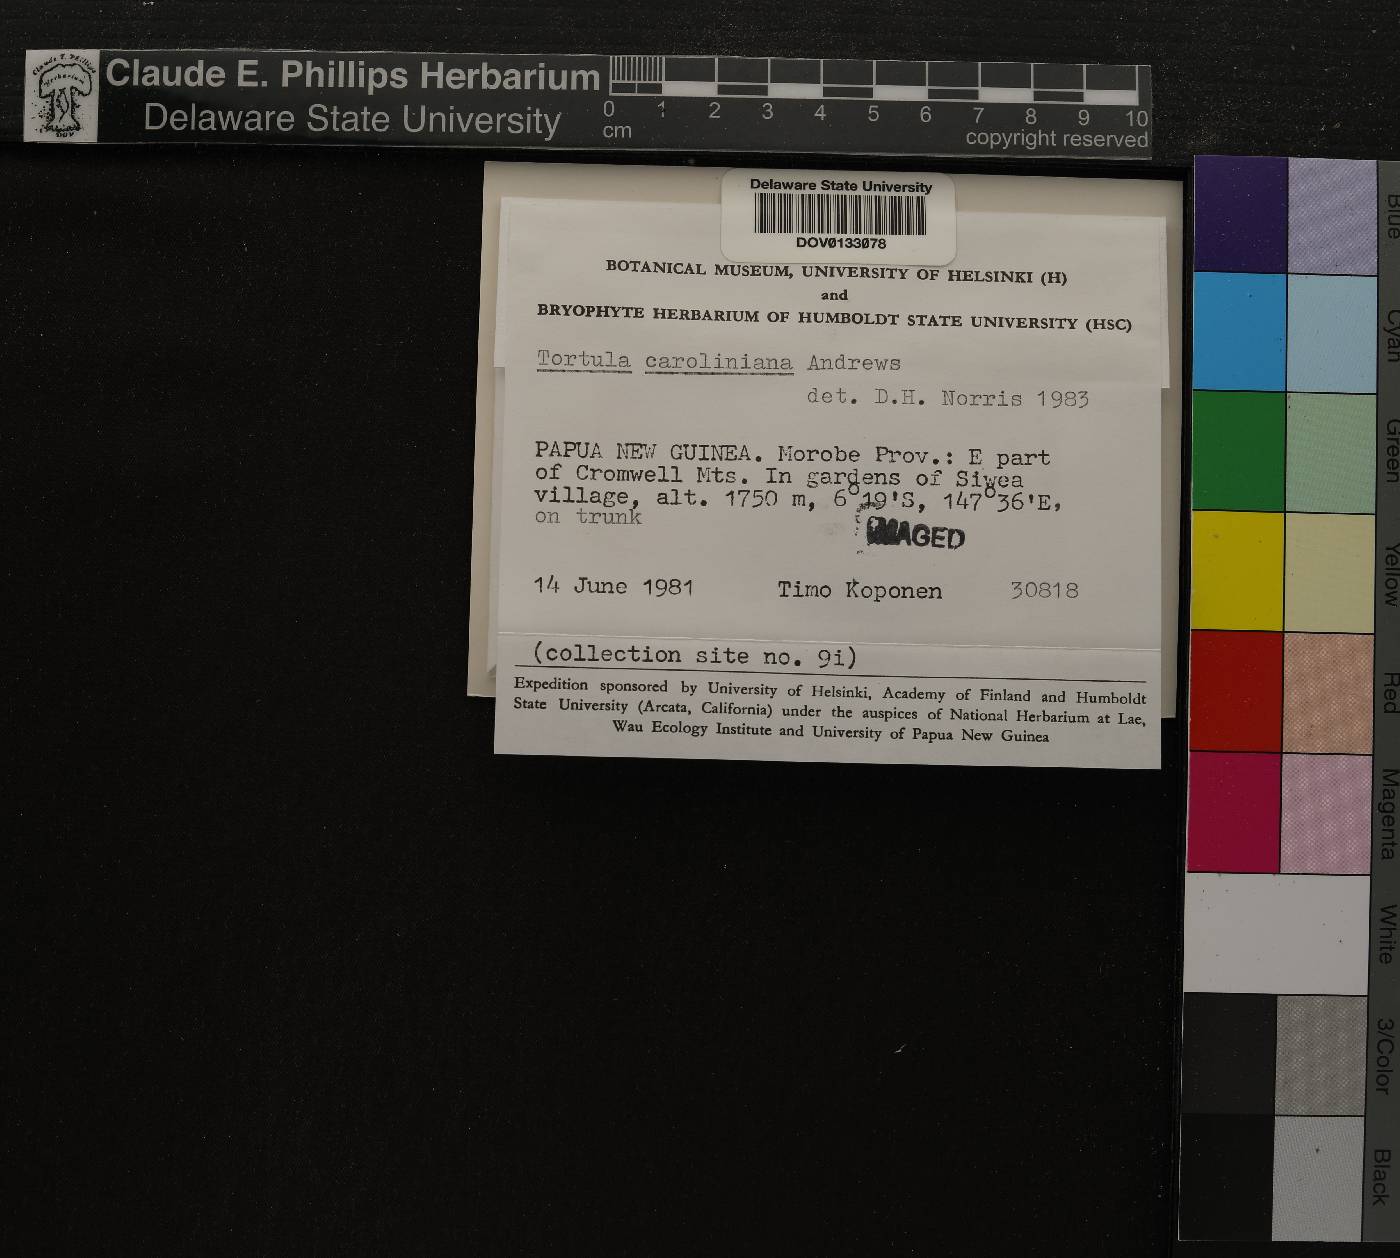 Claude E. Phillips Herbarium
Delaware State University
0 1 2 3 4 5 6 7 8 9 10
cm
copyright reserved
Delaware State University
DOV0133078
BOTANICAL MUSEUM, UNIVERSITY OF HELSINKI (H)
and
BRYOPHYTE HERBARIUM OF HUMBOLDT STATE UNIVERSITY (HSC)
Tortula caroliniana Andrews
det. D.H. Norris 1983
PAPUA NEW GUINEA. Morobe Prov.: E part
of Cromwell Mts. In gardens of Siwea
village, alt. 1750 m, 6°19'S, 147°36'E,
on trunk
IMAGED
14 June 1981 Timo Koponen 30818
(collection site no. 9i)
Expedition sponsored by University of Helsinki, Academy of Finland and Humboldt
State University (Arcata, California) under the auspices of National Herbarium at Lae,
Wau Ecology Institute and University of Papua New Guinea
Blue
Cyan
Green
Yellow
Red
Magenta
White
3/Color
Black